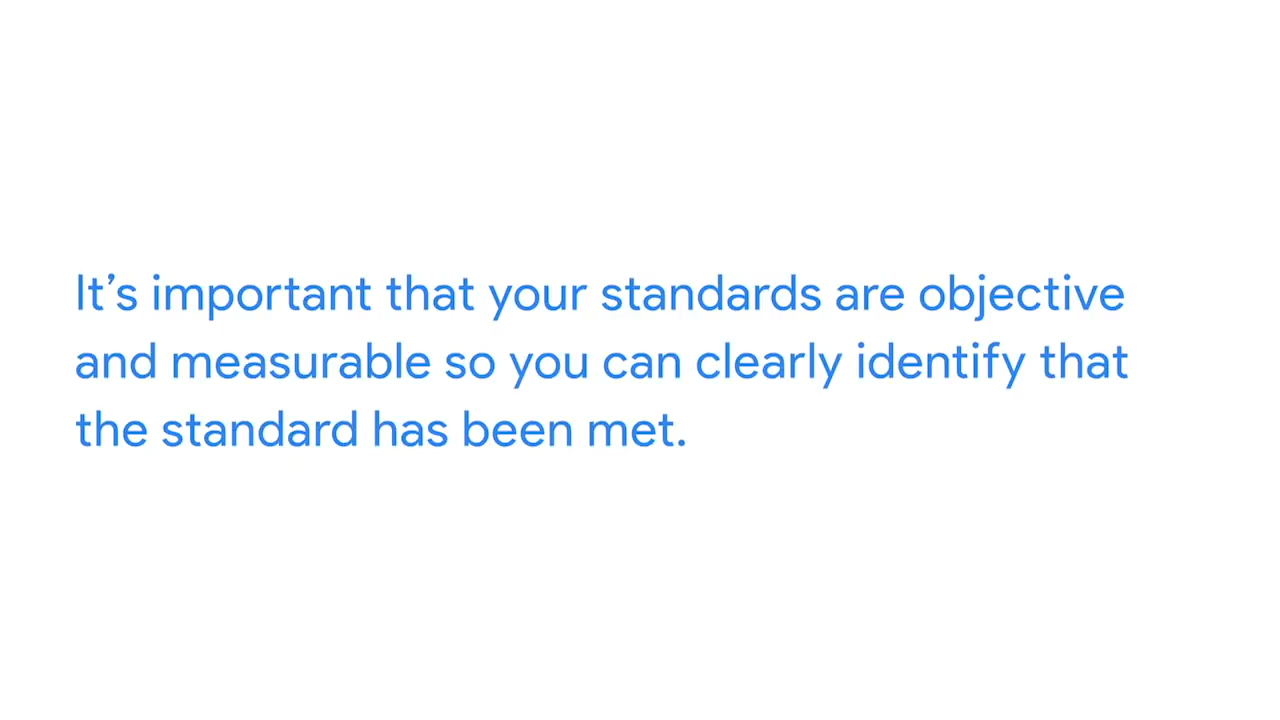 It’s important that your standards are objective
and measurable so you can clearly identify that
the standard has been met.